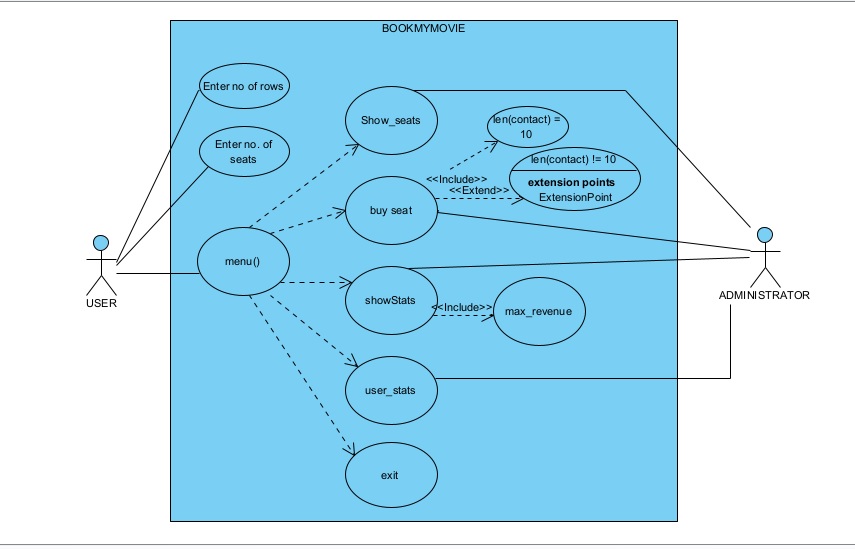 BOOKMYMOVIE
Enter no of rows
Enter no. of
seats
Show_seats
len(contact) =
10
len(contact) != 10
extension points
ExtensionPoint
<<Include>>
<<Extend>>
buy seat
menu()
USER
ADMINISTRATOR
showStats
<<Include>>
max_revenue
user_stats
exit